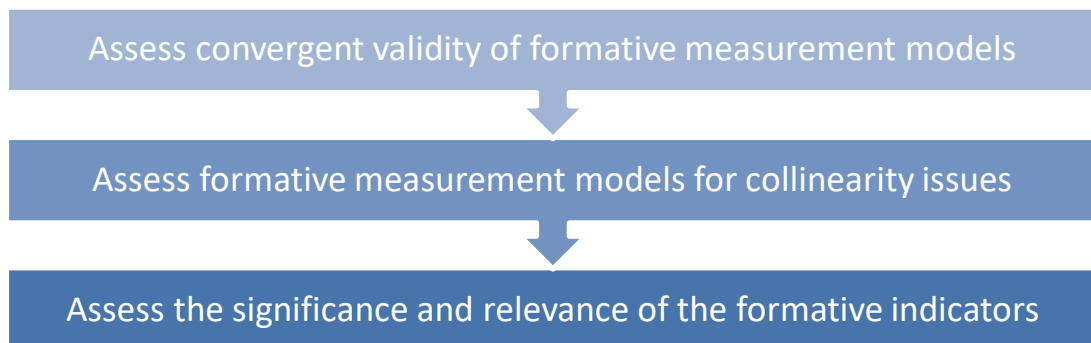 Assess convergent validity of formative measurement models
Assess formative measurement models for collinearity issues
Assess the significance and relevance of the formative indicators